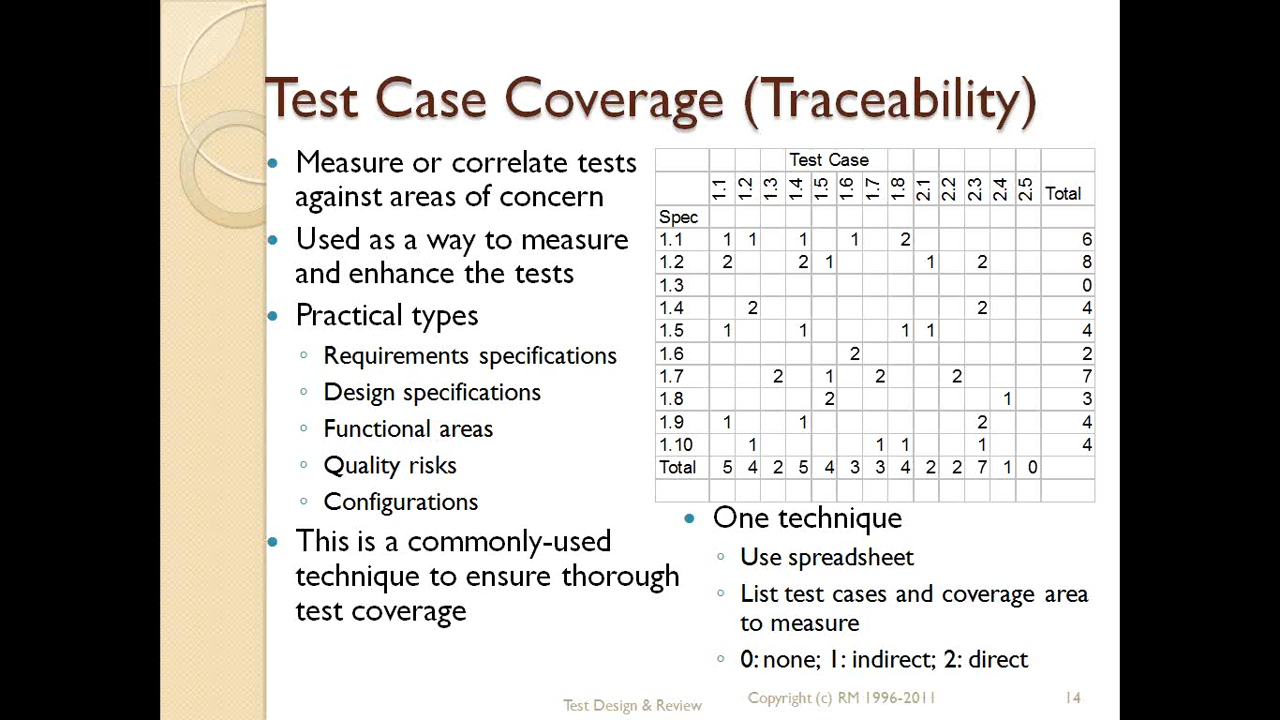 Test Case Coverage (Traceability)
• Measure or correlate tests
against areas of concern
• Used as a way to measure
and enhance the tests
• Practical types
◦ Requirements specifications
◦ Design specifications
◦ Functional areas
◦ Quality risks
◦ Configurations
• This is a commonly-used
technique to ensure thorough
test coverage
Test Case
1.1 1.2 1.3 1.4 1.5 1.6 1.7 1.8 2.1 2.2 2.3 2.4 2.5 Total
Spec
1.1 1 1 1 1 2 6
1.2 2 2 1 1 2 8
1.3 0
1.4 2 2 4
1.5 1 1 1 1 4
1.6 2 2
1.7 2 1 2 2 7
1.8 2 1 3
1.9 1 1 2 4
1.10 1 1 1 1 4
Total 5 4 2 5 4 3 3 4 2 2 7 1 0
• One technique
◦ Use spreadsheet
◦ List test cases and coverage area
to measure
◦ 0: none; 1: indirect; 2: direct
Test Design & Review
Copyright (c) RM 1996-2011
14